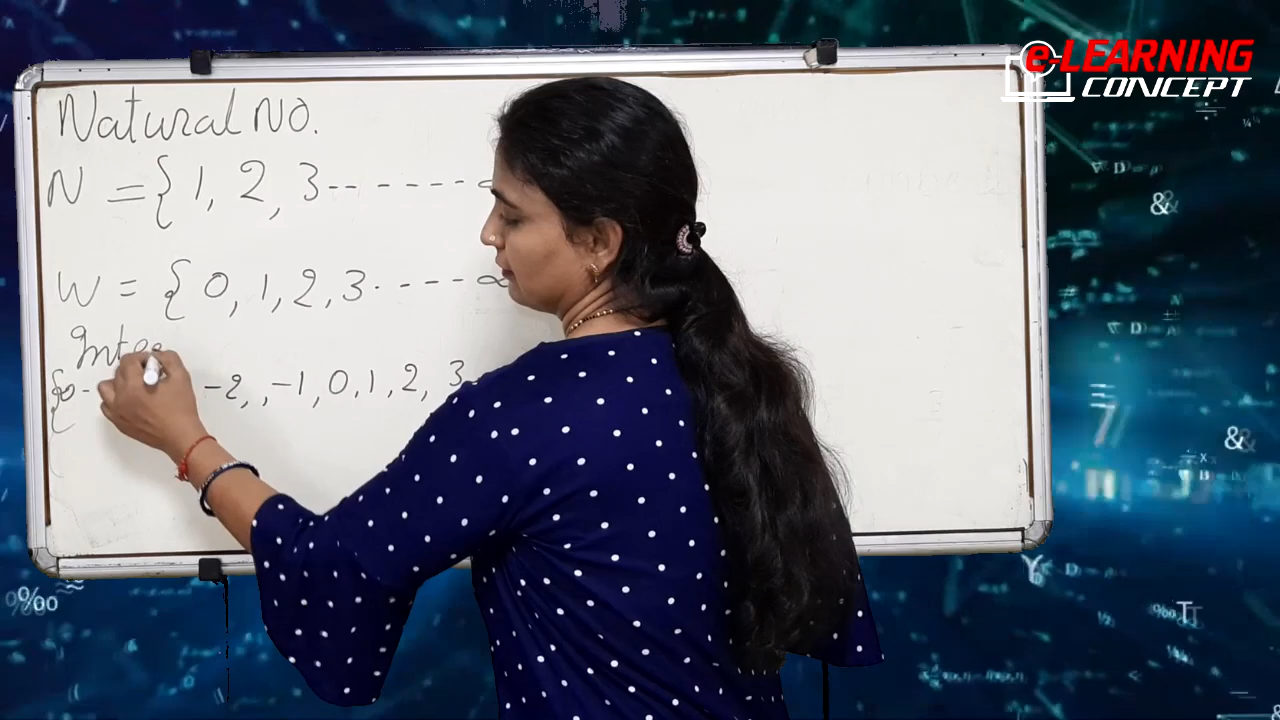 e-LEARNING
CONCEPT
Natural No.
N = { 1, 2, 3 - - - - - -
W = { 0, 1, 2, 3 . - - - - ∞
Inte
{∞ - -2, , -1, 0, 1, 2, 3